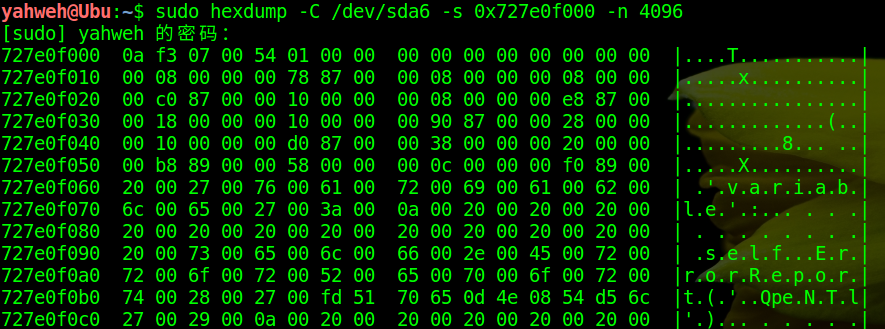 yahweh@Ubu:~$ sudo hexdump -C /dev/sda6 -s 0x727e0f000 -n 4096
[sudo] yahweh 的密码：
727e0f000  0a f3 07 00 54 01 00 00  00 00 00 00 00 00 00 00  |....T...........|
727e0f010  00 08 00 00 00 78 87 00  00 08 00 00 00 08 00 00  |.....x..........|
727e0f020  00 c0 87 00 00 10 00 00  00 08 00 00 00 e8 87 00  |................|
727e0f030  00 18 00 00 00 10 00 00  00 90 87 00 00 28 00 00  |.............(..|
727e0f040  00 10 00 00 00 d0 87 00  00 38 00 00 00 20 00 00  |.........8... ..|
727e0f050  00 b8 89 00 00 58 00 00  00 0c 00 00 00 f0 89 00  |.....X..........|
727e0f060  20 00 27 00 76 00 61 00  72 00 69 00 61 00 62 00  | .'.v.a.r.i.a.b.|
727e0f070  6c 00 65 00 27 00 3a 00  0a 00 20 00 20 00 20 00  |l.e.'.:... . . .|
727e0f080  20 00 20 00 20 00 20 00  20 00 20 00 20 00 20 00  | . . . . . . . .|
727e0f090  20 00 73 00 65 00 6c 00  66 00 2e 00 45 00 72 00  | .s.e.l.f...E.r.|
727e0f0a0  72 00 6f 00 72 00 52 00  65 00 70 00 6f 00 72 00  |r.o.r.R.e.p.o.r.|
727e0f0b0  74 00 28 00 27 00 fd 51  70 65 0d 4e 08 54 d5 6c  |t.(.'..Qpe.N.T.l|
727e0f0c0  27 00 29 00 0a 00 20 00  20 00 20 00 20 00 20 00  |'.)... . . . . .|